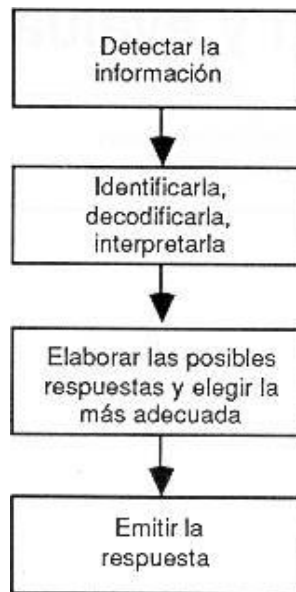 Detectar la
información
Identificarla,
decodificarla,
interpretarla
Elaborar las posibles
respuestas y elegir la
más adecuada
Emitir la
respuesta